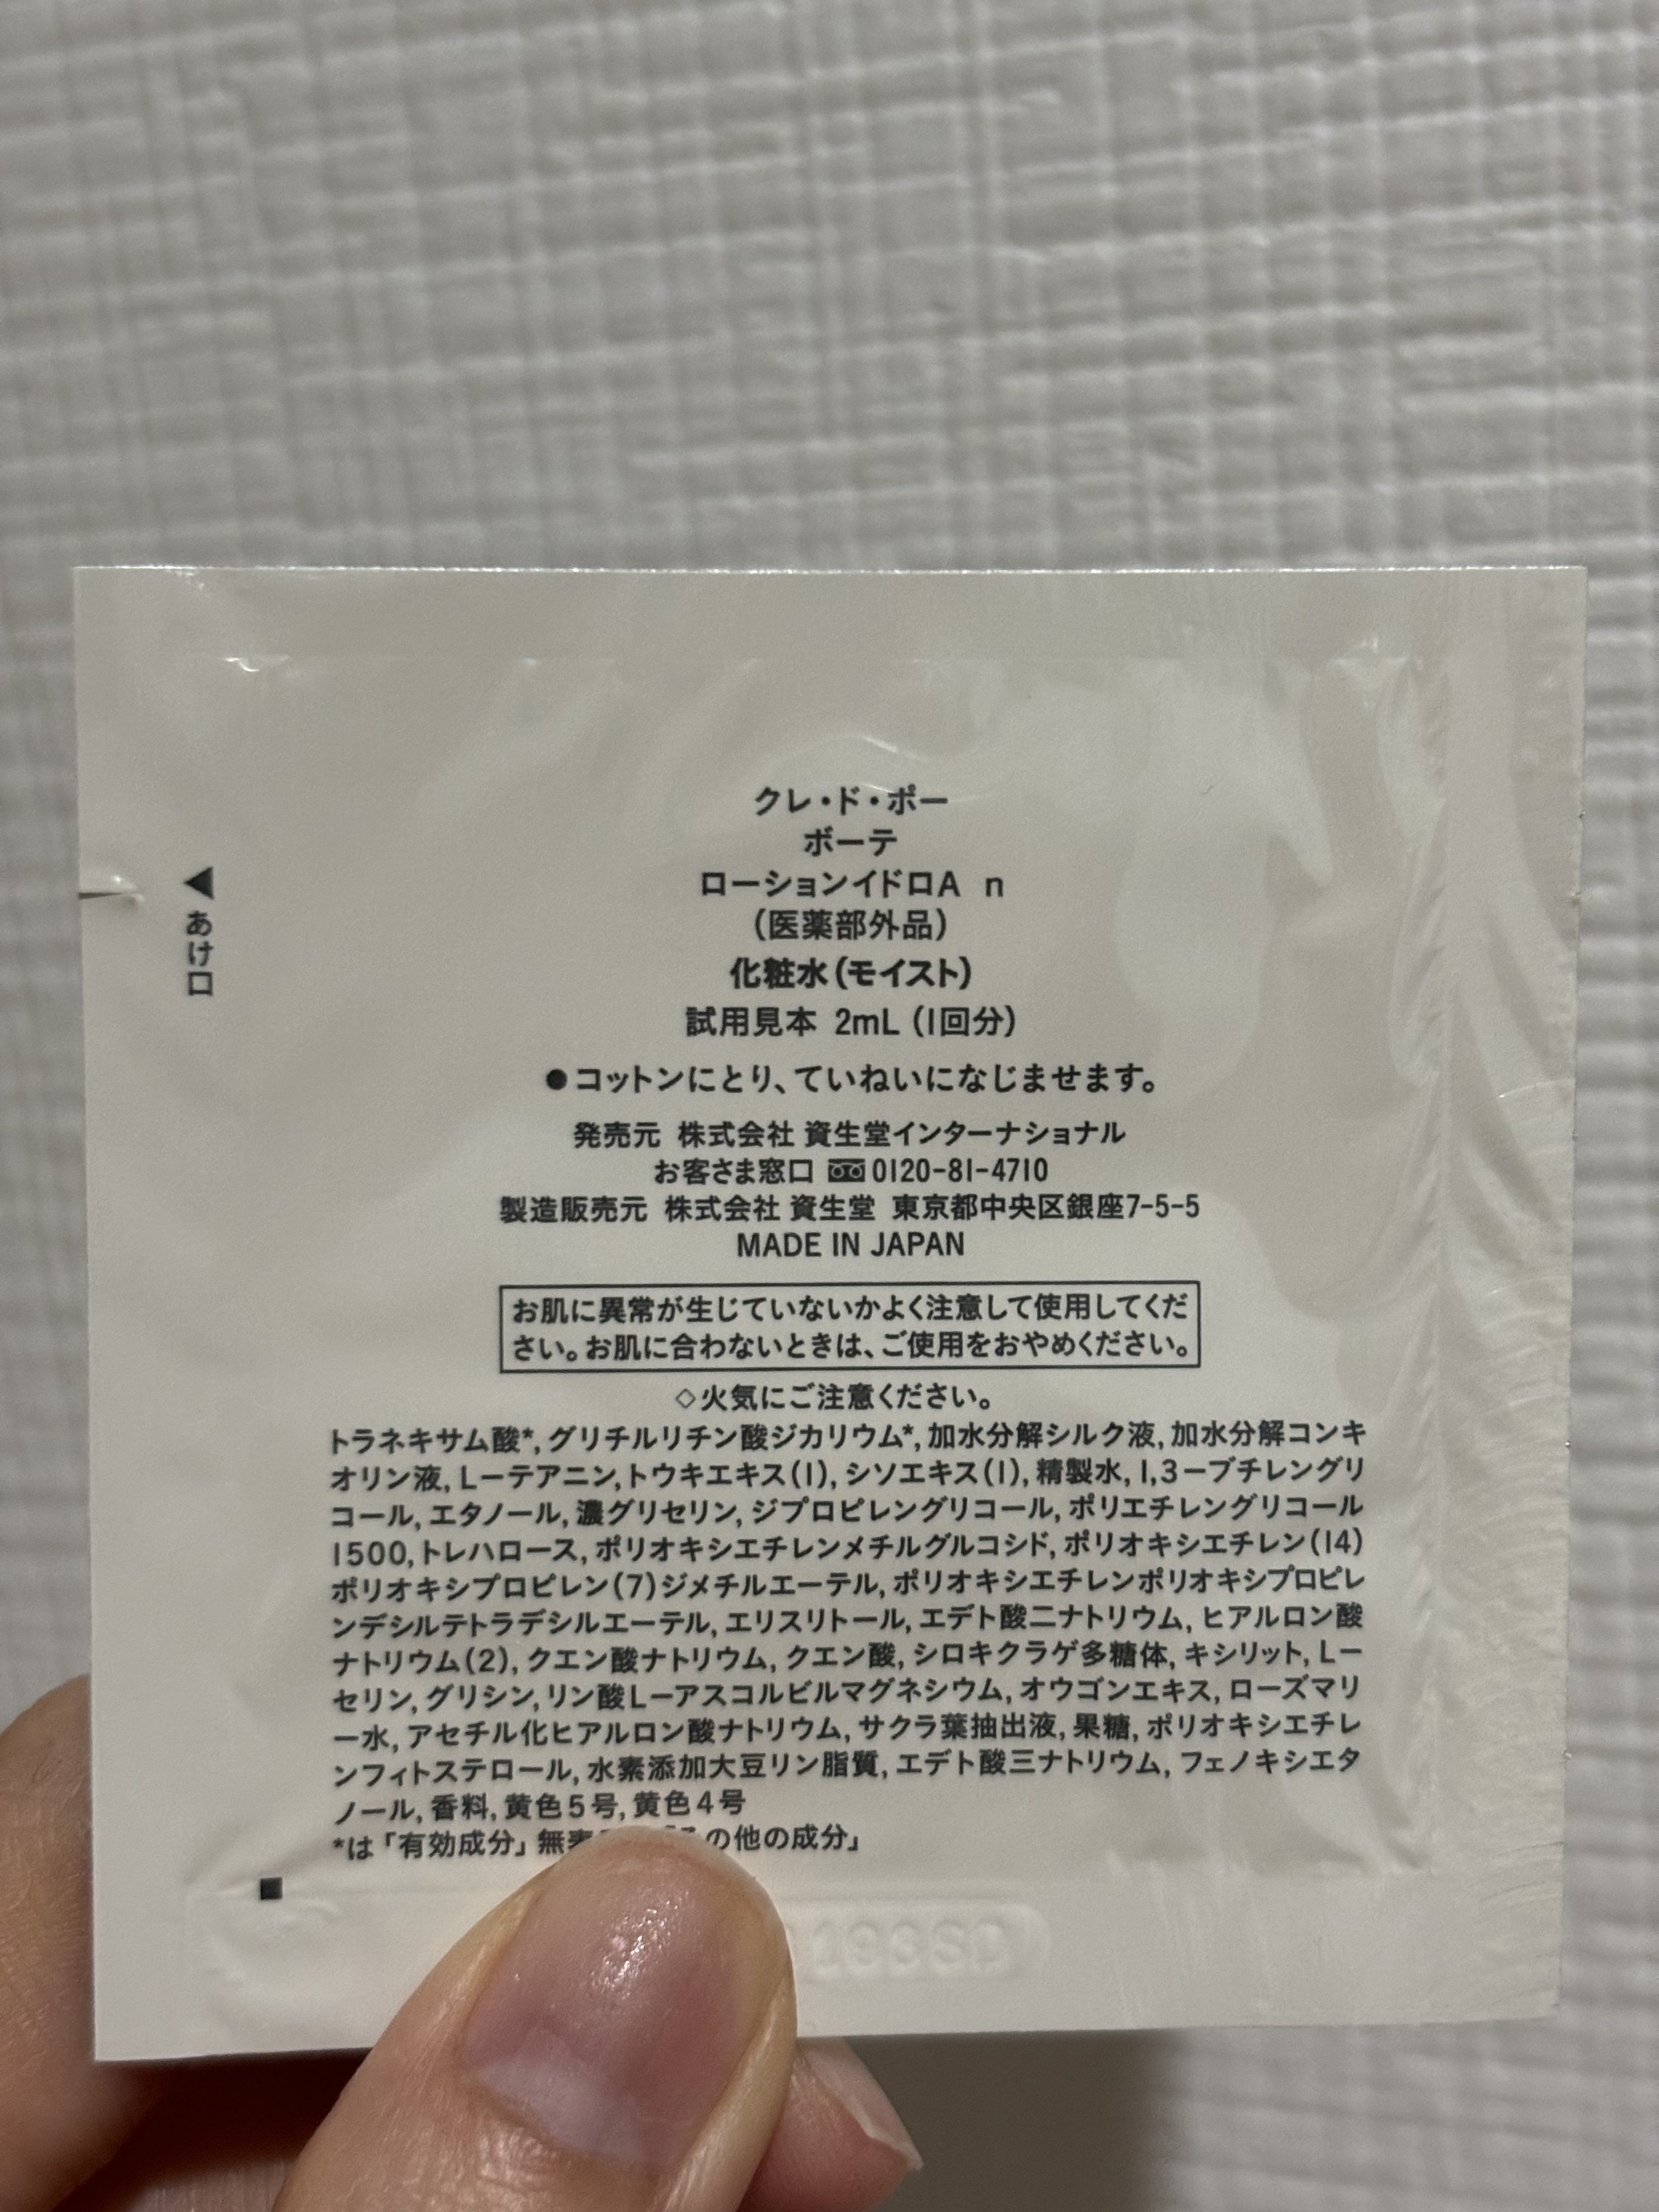 クレ・ド・ポー
ボーテ
ローションイドロA n
(医薬部外品)
化粧水(モイスト)
試用見本 2mL (1回分)
◀あけ口
●コットンにとり、ていねいになじませます。
発売元 株式会社 資生堂インターナショナル
お客さま窓口 0120-81-4710
製造販売元 株式会社 資生堂 東京都中央区銀座7-5-5
MADE IN JAPAN
お肌に異常が生じていないかよく注意して使用してくだ
さい。お肌に合わないときは、ご使用をおやめください。
◇火気にご注意ください。
トラネキサム酸*, グリチルリチン酸ジカリウム*, 加水分解シルク液, 加水分解コンキ
オリン液, L-テアニン, トウキエキス(1), シソエキス(1), 精製水, 1,3-ブチレングリ
コール, エタノール, 濃グリセリン, ジプロピレングリコール, ポリエチレングリコール
1500, トレハロース, ポリオキシエチレンメチルグルコシド, ポリオキシエチレン(14)
ポリオキシプロピレン(7)ジメチルエーテル, ポリオキシエチレンポリオキシプロピレ
ンデシルテトラデシルエーテル, エリスリトール, エデト酸二ナトリウム, ヒアルロン酸
ナトリウム(2), クエン酸ナトリウム, クエン酸, シロキクラゲ多糖体, キシリット, L-
セリン, グリシン, リン酸L-アスコルビルマグネシウム, オウゴンエキス, ローズマリ
ー水, アセチル化ヒアルロン酸ナトリウム, サクラ葉抽出液, 果糖, ポリオキシエチレ
ンフィトステロール, 水素添加大豆リン脂質, エデト酸三ナトリウム, フェノキシエタ
ノール, 香料, 黄色5号, 黄色4号
*は「有効成分」無 の他の成分」